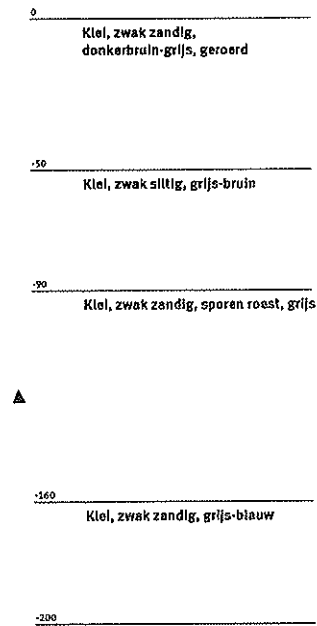 0
Klei, zwak zandig,
donkerbruin-grijs, geroerd
-50
Klei, zwak siltig, grijs-bruin
-90
Klei, zwak zandig, sporen roest, grijs
-160
Klei, zwak zandig, grijs-blauw
-200